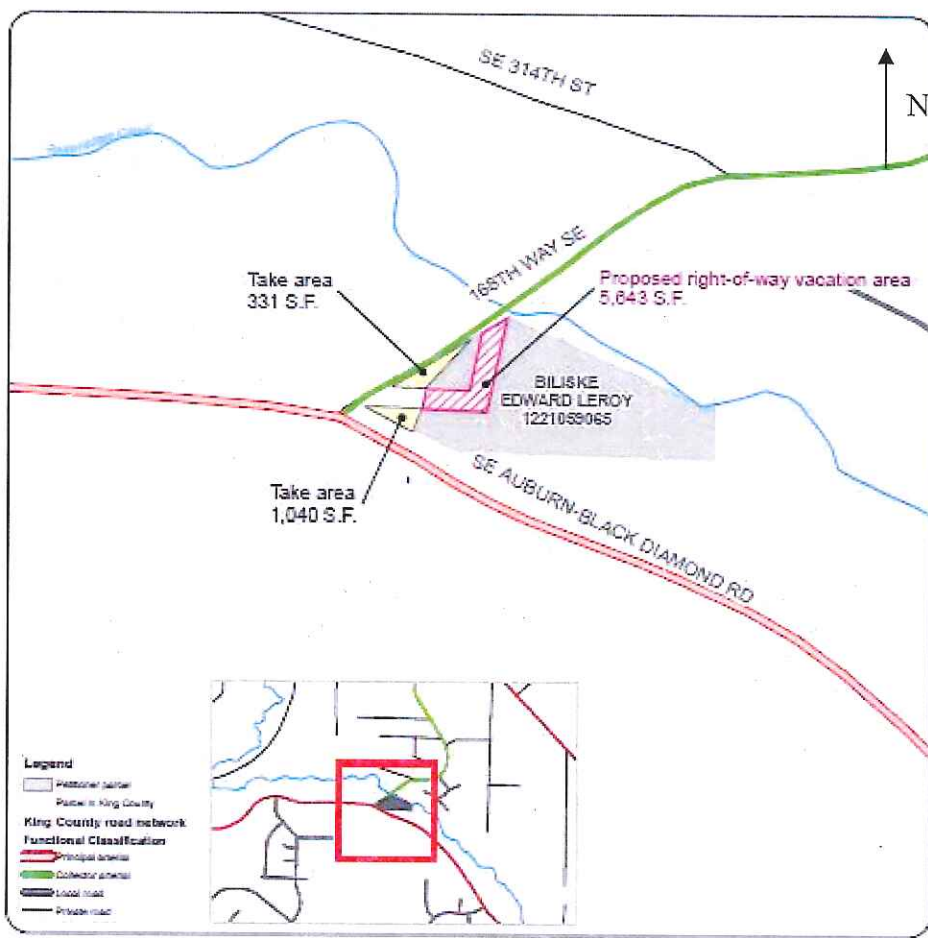 SE 314TH ST
N
168TH WAY SE
Take area
331 S.F.
Proposed right-of-way vacation area
5,643 S.F.
BILISKE
EDWARD LEROY
1221059065
Take area
1,040 S.F.
SE AUBURN-BLACK DIAMOND RD
Legend
Petitioner parcel
Parcel in King County
King County road network
Functional Classification
Principal arterial
Collector arterial
Local road
Private road